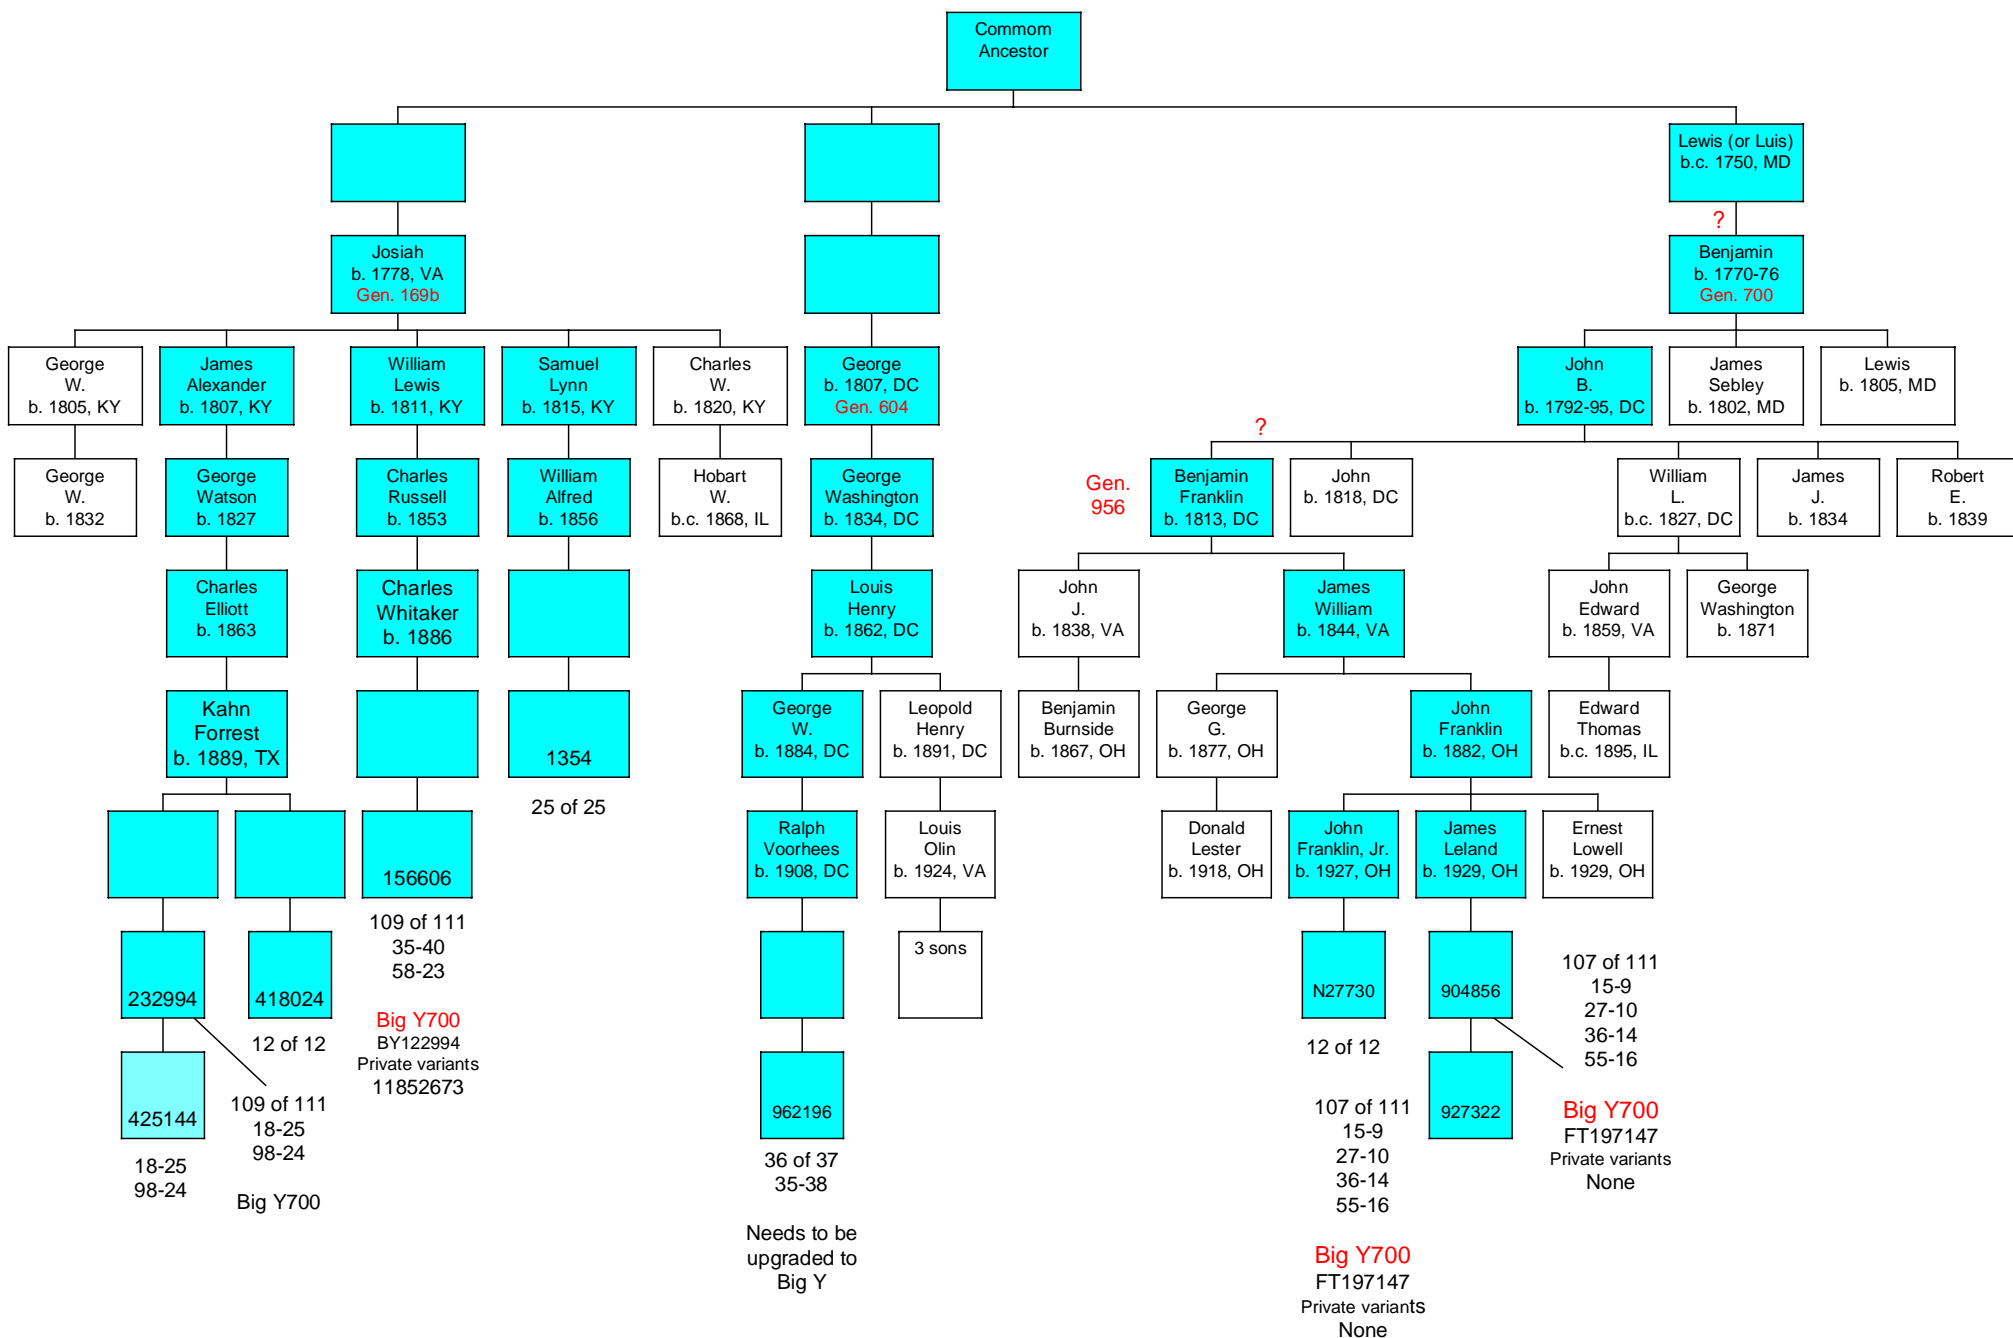 Commom
Ancestor
Lewis (or Luis)
b.c. 1750, MD
?
Josiah
b. 1778, VA
Gen. 169b
Benjamin
b. 1770-76
Gen. 700
George
W.
b. 1805, KY
James
Alexander
b. 1807, KY
William
Lewis
b. 1811, KY
Samuel
Lynn
b. 1815, KY
Charles
W.
b. 1820, KY
George
b. 1807, DC
Gen. 604
John
B.
b. 1792-95, DC
James
Sebley
b. 1802, MD
Lewis
b. 1805, MD
?
George
W.
b. 1832
George
Watson
b. 1827
Charles
Russell
b. 1853
William
Alfred
b. 1856
Hobart
W.
b.c. 1868, IL
George
Washington
b. 1834, DC
Gen.
956
Benjamin
Franklin
b. 1813, DC
John
b. 1818, DC
William
L.
b.c. 1827, DC
James
J.
b. 1834
Robert
E.
b. 1839
Charles
Elliott
b. 1863
Charles
Whitaker
b. 1886
Louis
Henry
b. 1862, DC
John
J.
b. 1838, VA
James
William
b. 1844, VA
John
Edward
b. 1859, VA
George
Washington
b. 1871
Kahn
Forrest
b. 1889, TX
1354
25 of 25
George
W.
b. 1884, DC
Leopold
Henry
b. 1891, DC
Benjamin
Burnside
b. 1867, OH
George
G.
b. 1877, OH
John
Franklin
b. 1882, OH
Edward
Thomas
b.c. 1895, IL
156606
109 of 111
35-40
58-23
Big Y700
BY122994
Private variants
11852673
Ralph
Voorhees
b. 1908, DC
Louis
Olin
b. 1924, VA
Donald
Lester
b. 1918, OH
John
Franklin, Jr.
b. 1927, OH
James
Leland
b. 1929, OH
Ernest
Lowell
b. 1929, OH
232994
418024
12 of 12
3 sons
N27730
12 of 12
904856
107 of 111
15-9
27-10
36-14
55-16
Big Y700
FT197147
Private variants
None
425144
18-25
98-24
109 of 111
18-25
98-24
Big Y700
962196
36 of 37
35-38
Needs to be
upgraded to
Big Y
927322
107 of 111
15-9
27-10
36-14
55-16
Big Y700
FT197147
Private variants
None